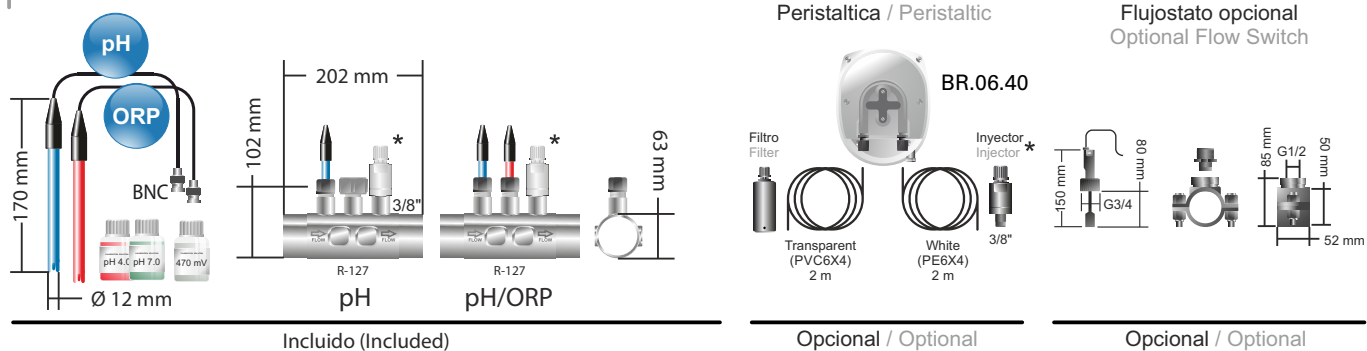 pH
ORP
170 mm
BNC
pH 4.0
pH 7.0
470 mV
Ø 12 mm
202 mm
102 mm
*
3/8"
FLOW
FLOW
R-127
pH
*
FLOW
FLOW
R-127
pH/ORP
63 mm
Incluido (Included)
Peristaltica / Peristaltic
BR.06.40
Filtro
Filter
Inyector
Injector *
Transparent
(PVC6X4)
2 m
White
(PE6X4)
2 m
3/8"
Opcional / Optional
Flujostato opcional
Optional Flow Switch
150 mm
80 mm
G3/4
85 mm
G1/2
50 mm
52 mm
Opcional / Optional